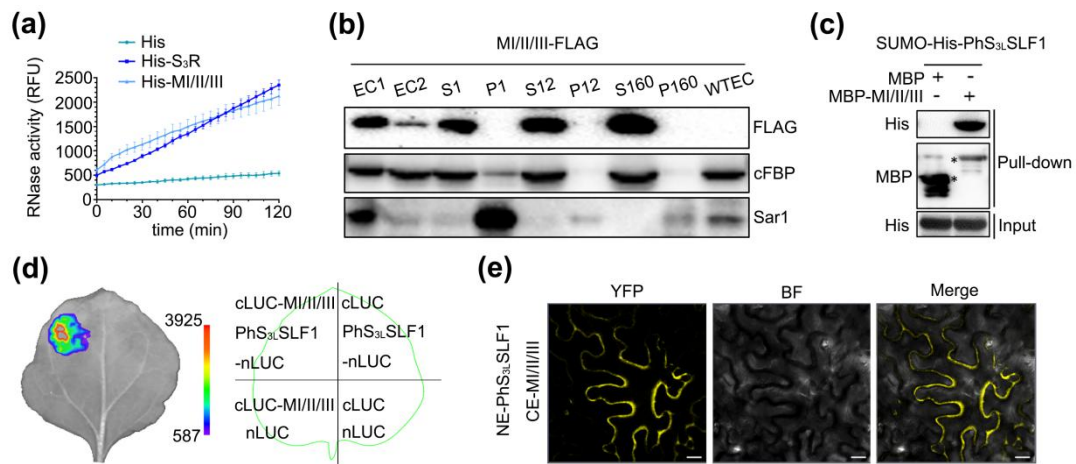 (a)
His
His-S₃R
His-MI/II/III
RNase activity (RFU)
2500
2000
1500
1000
500
0
0 30 60 90 120
time (min)
(b)
MI/II/III-FLAG
EC1 EC2 S1 P1 S12 P12 S160 P160 WTEC
FLAG
cFBP
Sar1
(c)
SUMO-His-PhS₃LSLF1
MBP + -
MBP-MI/II/III - +
His
MBP
*
*
Pull-down
His
Input
(d)
3925
587
cLUC-MI/II/III cLUC
PhS₃LSLF1 PhS₃LSLF1
-nLUC -nLUC
cLUC-MI/II/III cLUC
nLUC nLUC
(e)
YFP BF Merge
NE-PhS₃LSLF1
CE-MI/II/III